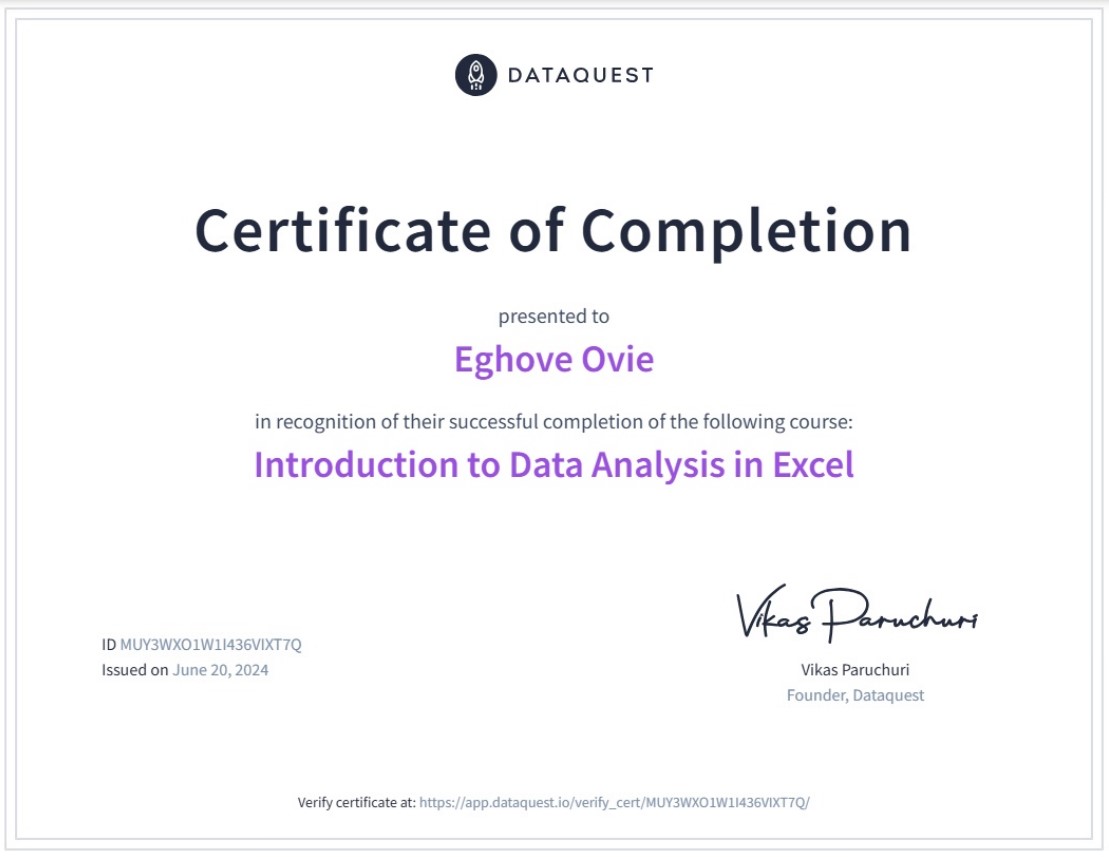 DATAQUEST
Certificate of Completion
presented to
Eghove Ovie
in recognition of their successful completion of the following course:
Introduction to Data Analysis in Excel
Vikas Paruchuri
ID MUY3WXO1W1I436VIXT7Q
Issued on June 20, 2024
Vikas Paruchuri
Founder, Dataquest
Verify certificate at: https://app.dataquest.io/verify_cert/MUY3WXO1W1I436VIXT7Q/